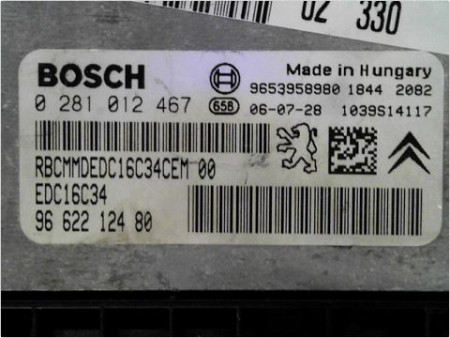 02 330
BOSCH
Made in Hungary
9653958980 1844 2082
0 281 012 467 658 06-07-28 1039S14117
RBCMMDEDC16C34CEM 00
EDC16C34
96 622 124 80